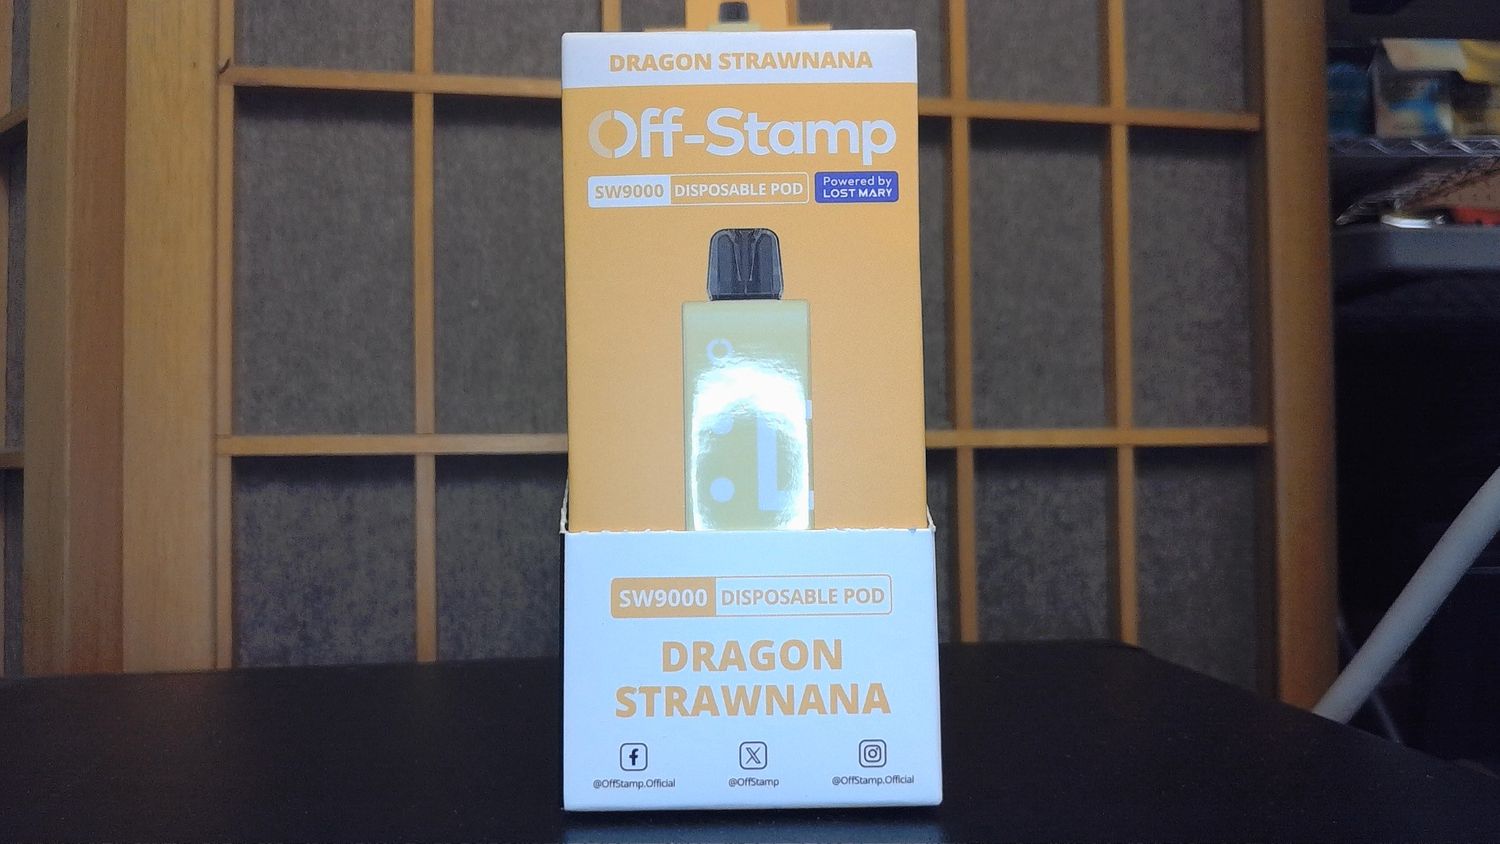 DRAGON STRAWNANA
Off-Stamp
SW9000 DISPOSABLE POD
Powered by
LOST MARY
SW9000 DISPOSABLE POD
DRAGON
STRAWNANA
@OffStamp.Official
@OffStamp
@OffStamp.Official